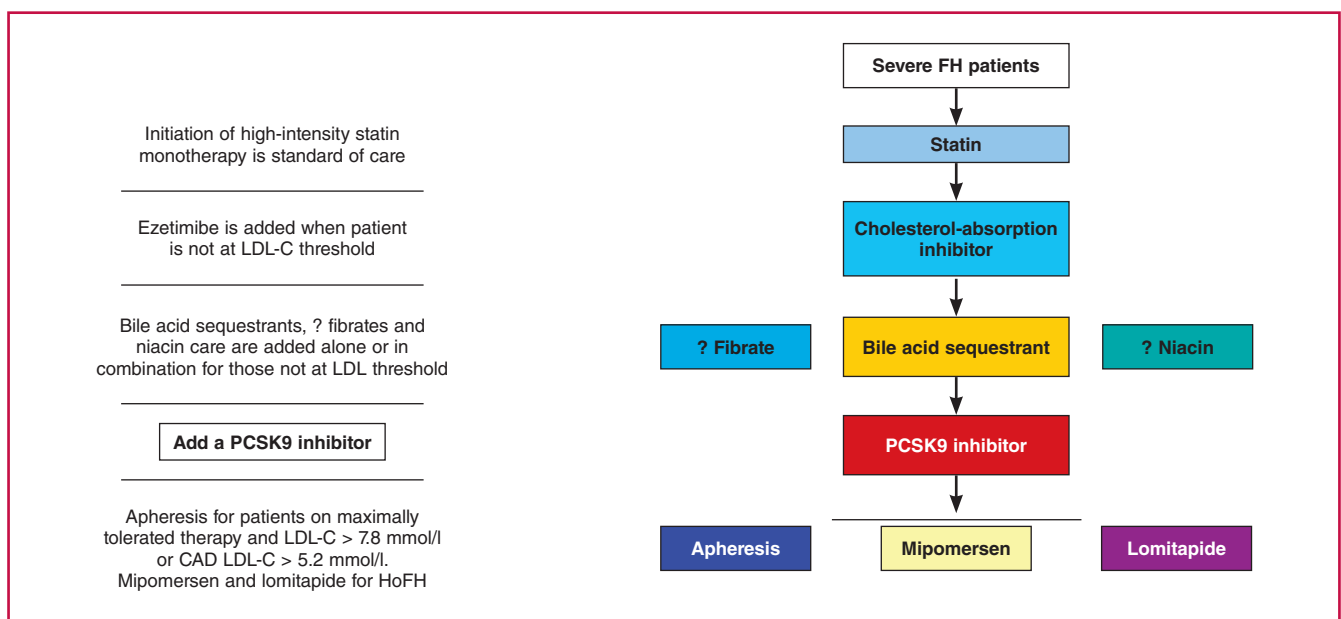 Severe FH patients
Initiation of high-intensity statin
monotherapy is standard of care
Statin
Ezetimibe is added when patient
is not at LDL-C threshold
Cholesterol-absorption
inhibitor
Bile acid sequestrants, ? fibrates and
niacin care are added alone or in
combination for those not at LDL threshold
? Fibrate
Bile acid sequestrant
? Niacin
Add a PCSK9 inhibitor
PCSK9 inhibitor
Apheresis for patients on maximally
tolerated therapy and LDL-C > 7.8 mmol/l
or CAD LDL-C > 5.2 mmol/l.
Mipomersen and lomitapide for HoFH
Apheresis
Mipomersen
Lomitapide